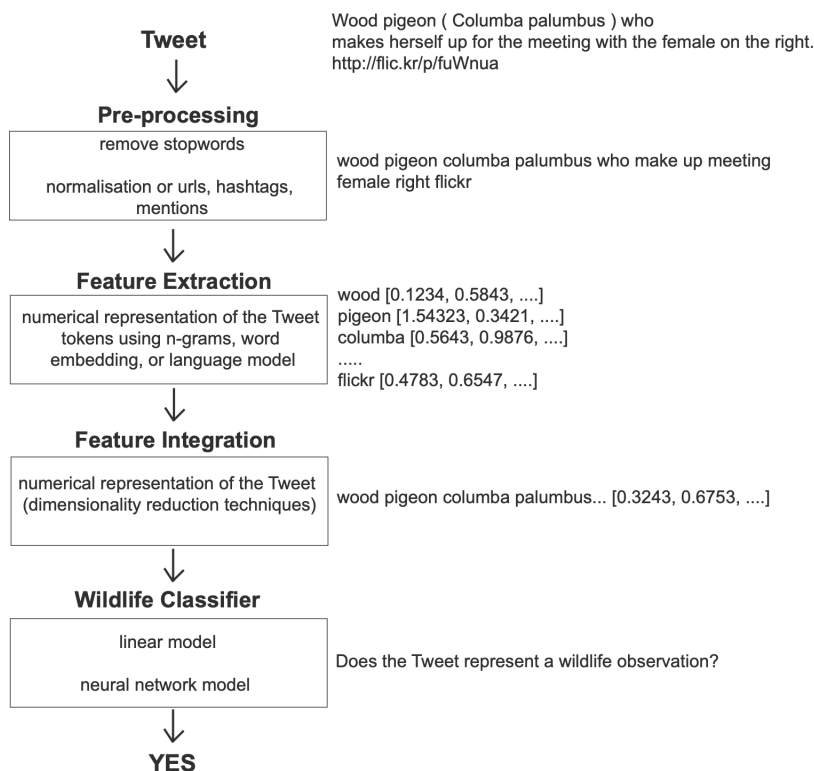 Tweet
Wood pigeon ( Columba palumbus ) who
makes herself up for the meeting with the female on the right.
http://flic.kr/p/fuWnua
Pre-processing
remove stopwords
normalisation or urls, hashtags,
mentions
wood pigeon columba palumbus who make up meeting
female right flickr
Feature Extraction
numerical representation of the Tweet
tokens using n-grams, word
embedding, or language model
wood [0.1234, 0.5843, ....]
pigeon [1.54323, 0.3421, ....]
columba [0.5643, 0.9876, ....]
.....
flickr [0.4783, 0.6547, ....]
Feature Integration
numerical representation of the Tweet
(dimensionality reduction techniques)
wood pigeon columba palumbus... [0.3243, 0.6753, ....]
Wildlife Classifier
linear model
neural network model
Does the Tweet represent a wildlife observation?
YES